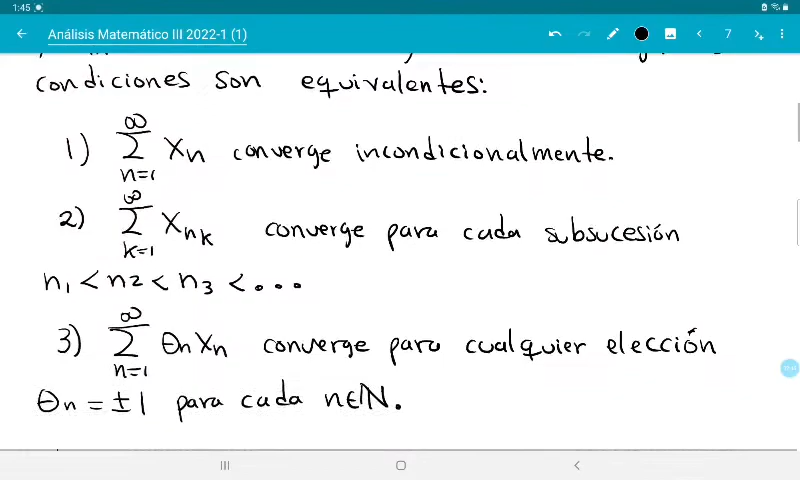 1:45
Análisis Matemático III 2022-1 (1)
7
condiciones son equivalentes:
1) ∞ Σ n=1 Xn converge incondicionalmente.
2) ∞ Σ k=1 Xnk converge para cada subsucesión
n1 < n2 < n3 < ...
3) ∞ Σ n=1 θn Xn converge para cualquier elección
θn = ±1 para cada n∈ℕ.